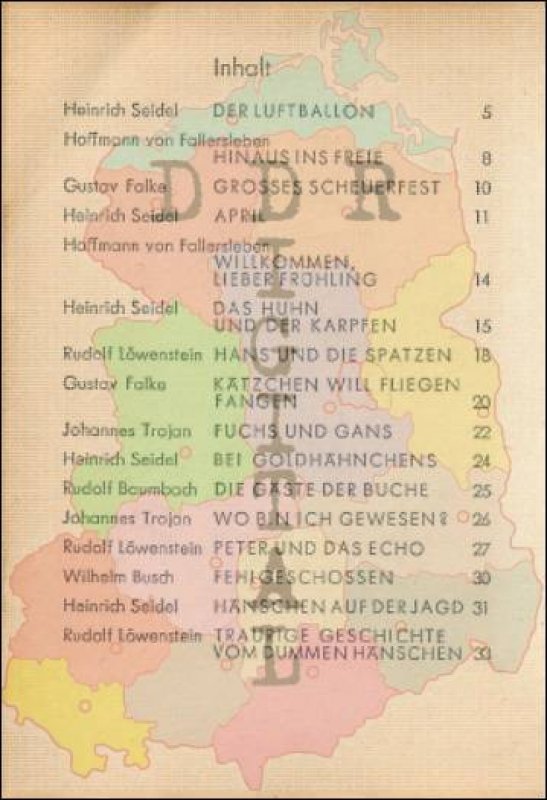 Inhalt
Heinrich Seidel DER LUFTBALLON 5
Hoffmann von Fallersleben
HINAUS INS FREIE 8
Gustav Falke GROSSES SCHEUERFEST 10
Heinrich Seidel APRIL 11
Hoffmann von Fallersleben
WILLKOMMEN,
LIEBER FRÜHLING 14
Heinrich Seidel DAS HUHN
UND DER KARPFEN 15
Rudolf Löwenstein HANS UND DIE SPATZEN 18
Gustav Falke KÄTZCHEN WILL FLIEGEN
FANGEN 20
Johannes Trojan FUCHS UND GANS 22
Heinrich Seidel BEI GOLDHÄHNCHENS 24
Rudolf Baumbach DIE GÄSTE DER BUCHE 25
Johannes Trojan WO BIN ICH GEWESEN? 26
Rudolf Löwenstein PETER UND DAS ECHO 27
Wilhelm Busch FEHLGESCHOSSEN 30
Heinrich Seidel HÄNSCHEN AUF DER JAGD 31
Rudolf Löwenstein TRAURIGE GESCHICHTE
VOM DUMMEN HÄNSCHEN 33
DDR
DIGITAL